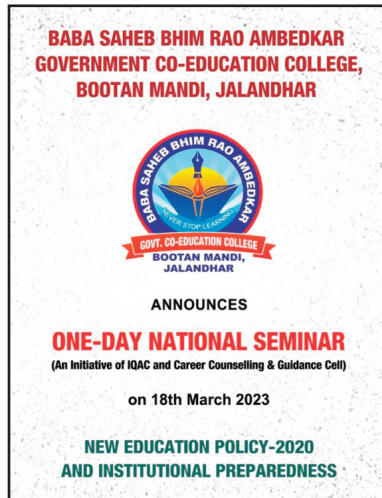 BABA SAHEB BHIM RAO AMBEDKAR
GOVERNMENT CO-EDUCATION COLLEGE,
BOOTAN MANDI, JALANDHAR
BABA SAHEB BHIM RAO AMBEDKAR
NEVER STOP LEARNING
GOVT. CO-EDUCATION COLLEGE
BOOTAN MANDI,
JALANDHAR
ANNOUNCES
ONE-DAY NATIONAL SEMINAR
(An Initiative of IQAC and Career Counselling & Guidance Cell)
on 18th March 2023
NEW EDUCATION POLICY-2020
AND INSTITUTIONAL PREPAREDNESS